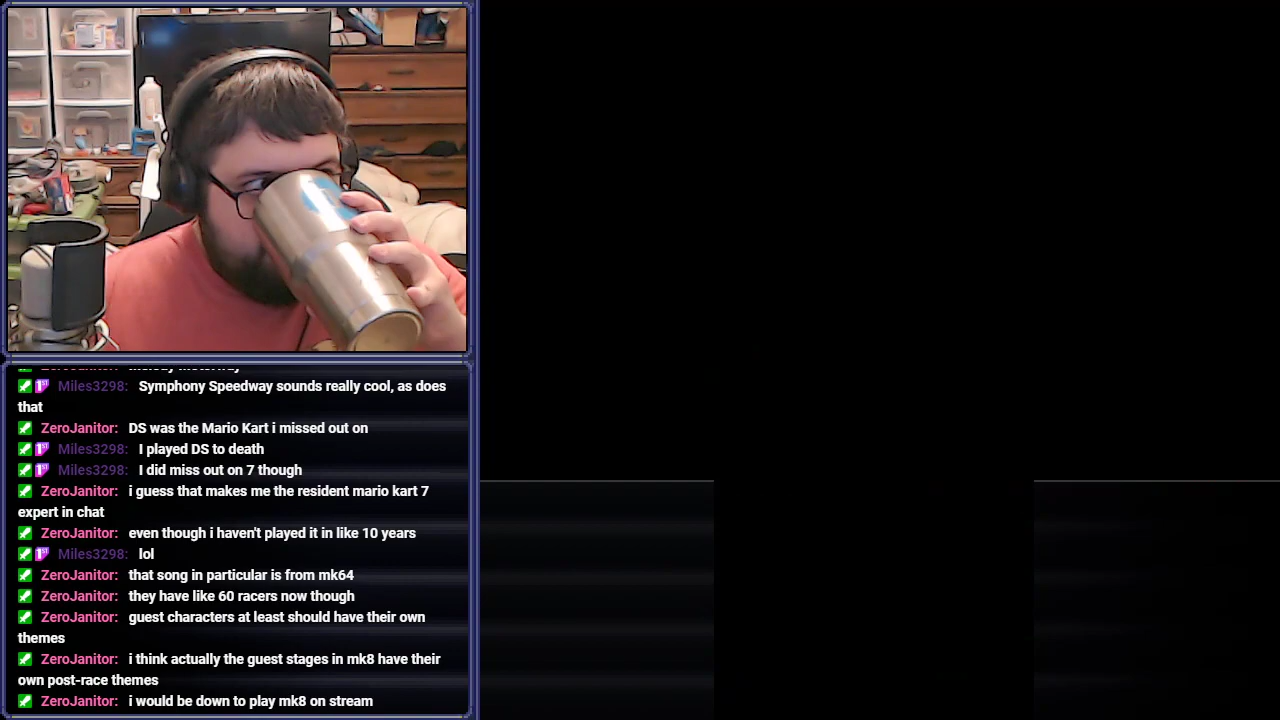 Miles3298: Symphony Speedway sounds really cool, as does
that
ZeroJanitor: DS was the Mario Kart i missed out on
Miles3298: I played DS to death
Miles3298: I did miss out on 7 though
ZeroJanitor: i guess that makes me the resident mario kart 7
expert in chat
ZeroJanitor: even though i haven't played it in like 10 years
Miles3298: lol
ZeroJanitor: that song in particular is from mk64
ZeroJanitor: they have like 60 racers now though
ZeroJanitor: guest characters at least should have their own
themes
ZeroJanitor: i think actually the guest stages in mk8 have their
own post-race themes
ZeroJanitor: i would be down to play mk8 on stream